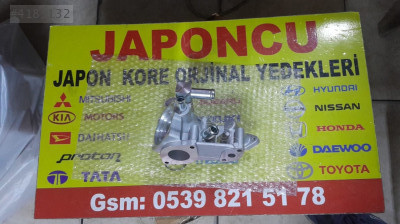 JAPONCU
JAPON KORE ORJİNAL YEDEKLERİ
MITSUBISHI
HYUNDAI
KIA MOTORS
NISSAN
DAIHATSU
HONDA
proton
DAEWOO
TATA
TOYOTA
Gsm: 0539 821 51 78